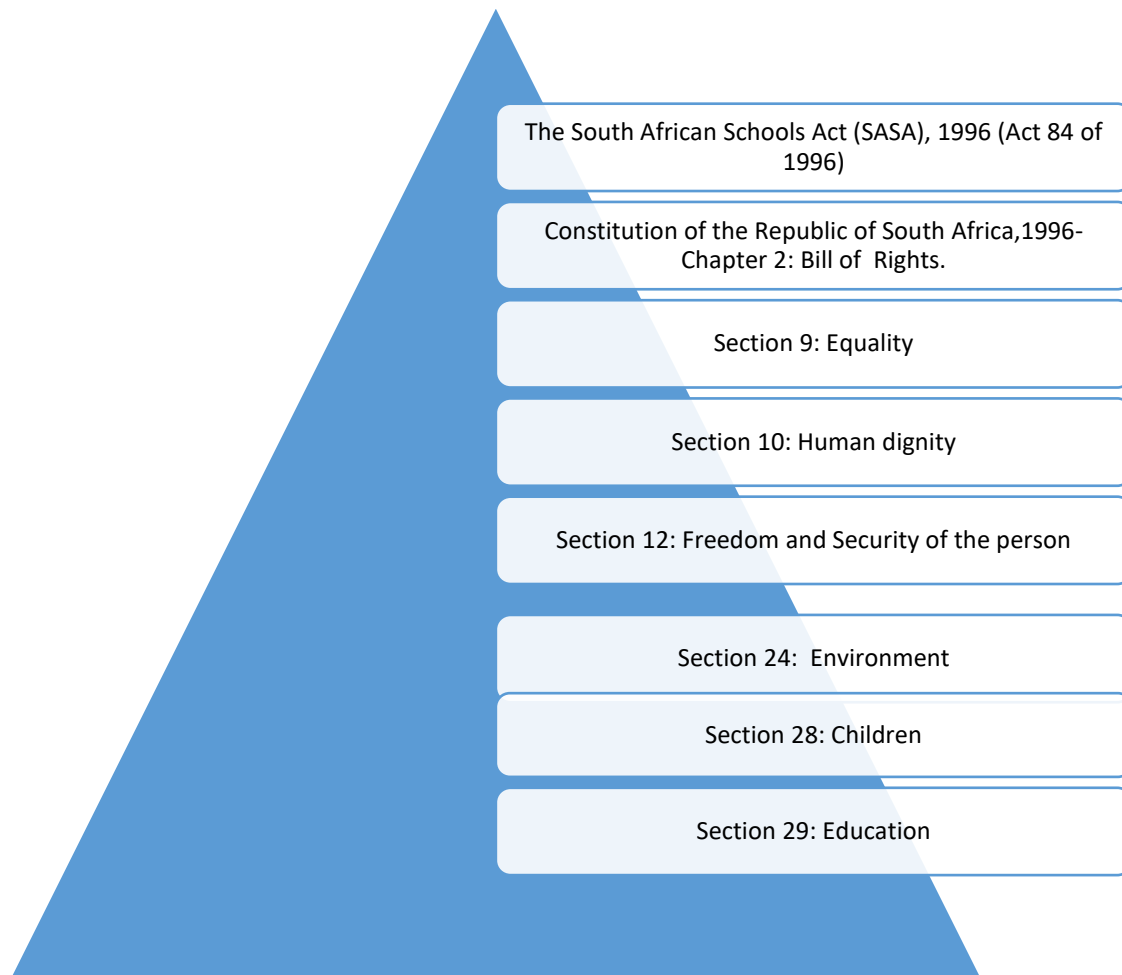 The South African Schools Act (SASA), 1996 (Act 84 of
1996)
Constitution of the Republic of South Africa,1996-
Chapter 2: Bill of  Rights.
Section 9: Equality
Section 10: Human dignity
Section 12: Freedom and Security of the person
Section 24:  Environment
Section 28: Children
Section 29: Education